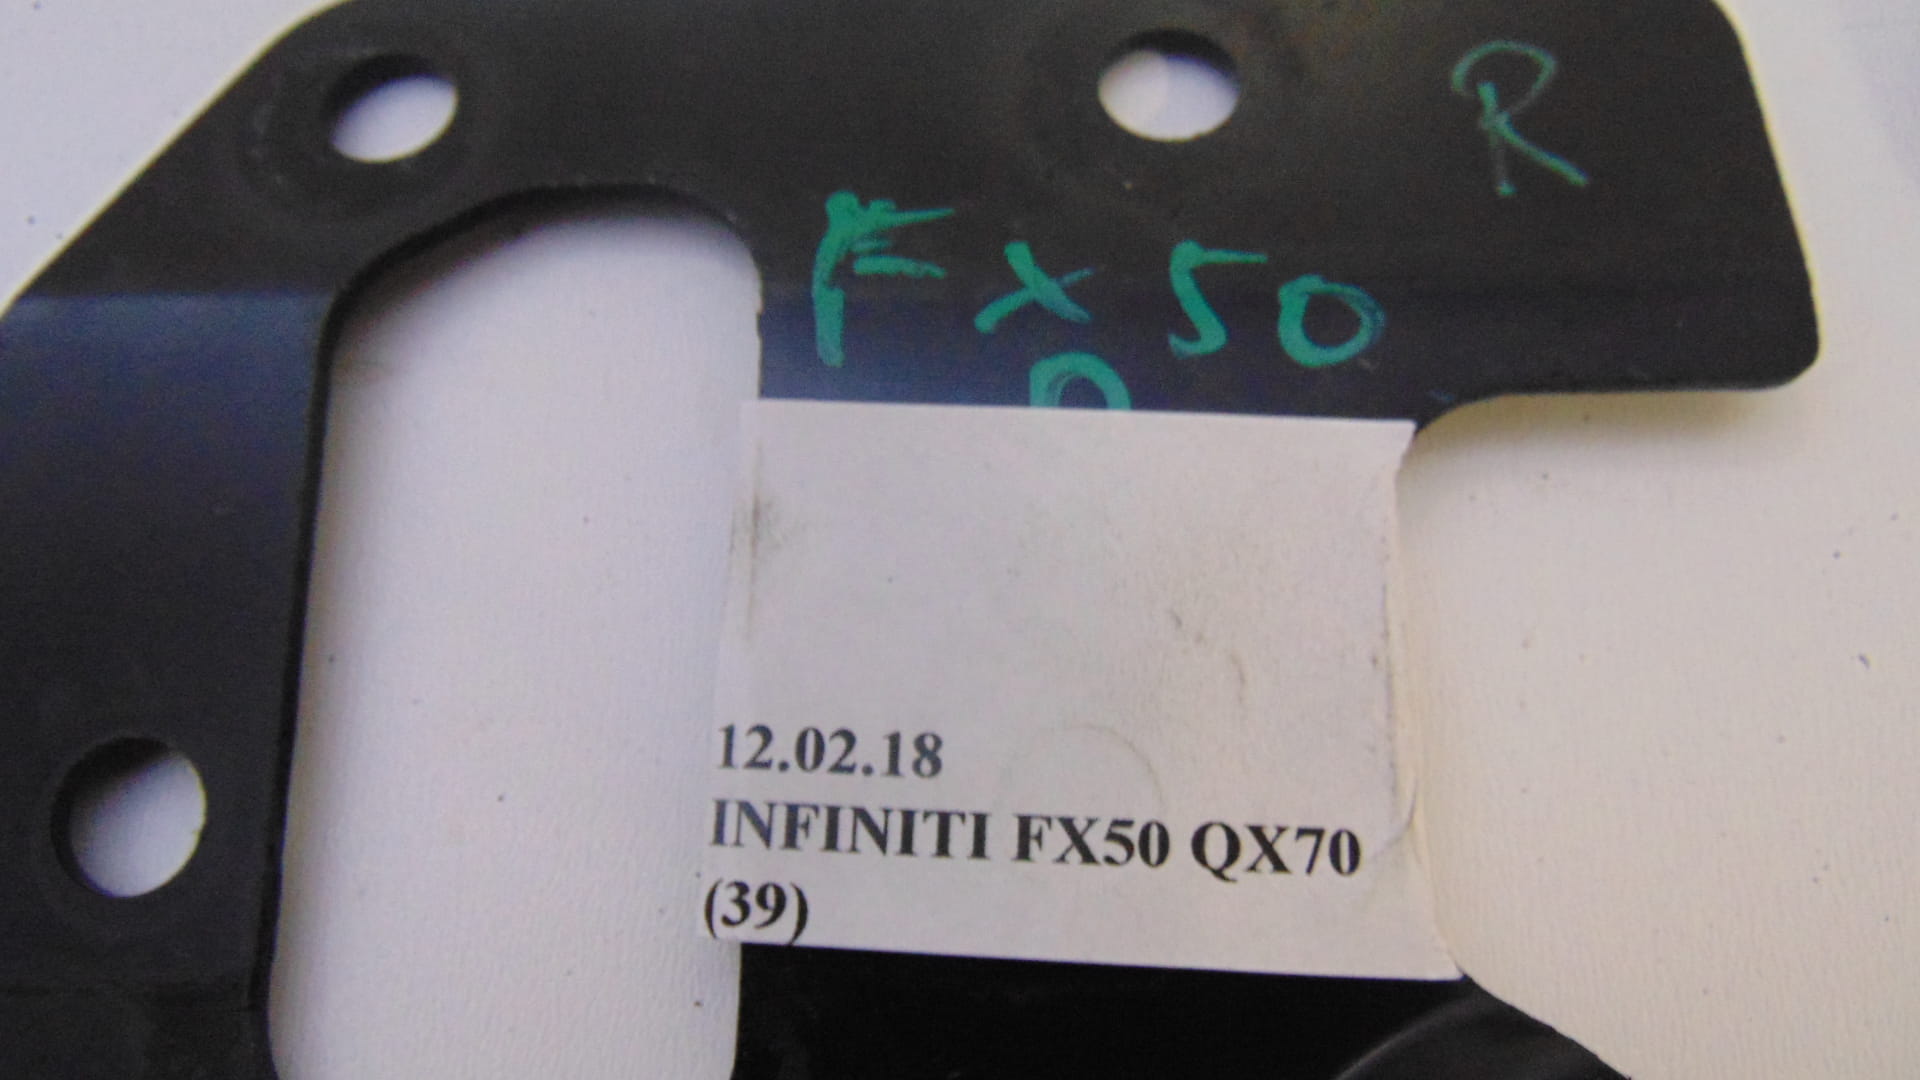 R
FX50
12.02.18
INFINITI FX50 QX70
(39)